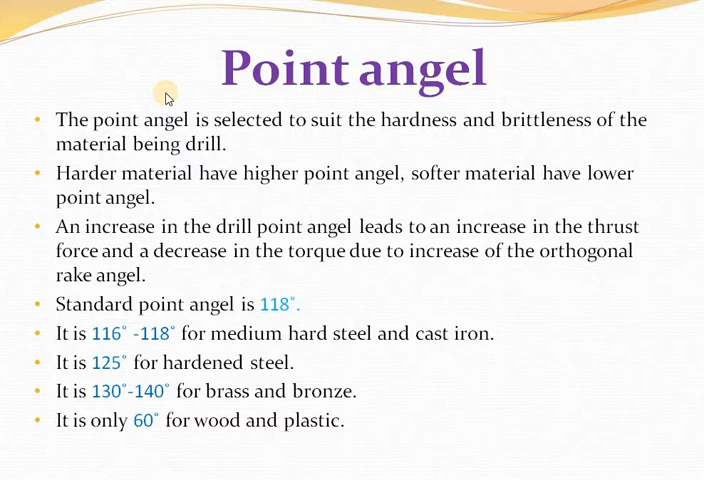 Point angel
• The point angel is selected to suit the hardness and brittleness of the
material being drill.
• Harder material have higher point angel, softer material have lower
point angel.
• An increase in the drill point angel leads to an increase in the thrust
force and a decrease in the torque due to increase of the orthogonal
rake angel.
• Standard point angel is 118°.
• It is 116° -118° for medium hard steel and cast iron.
• It is 125° for hardened steel.
• It is 130°-140° for brass and bronze.
• It is only 60° for wood and plastic.